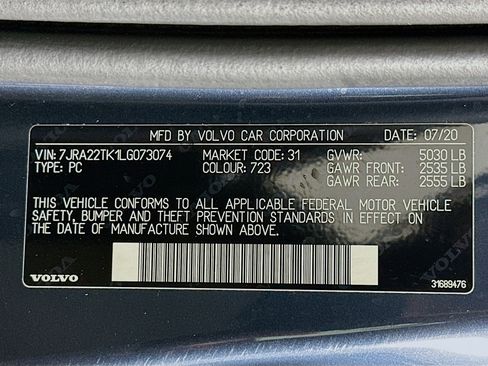 MFD. BY VOLVO CAR CORPORATION DATE: 07/20
VIN: 7JRA22TK1LG073074 MARKET CODE: 31 GVWR: 5030 LB
TYPE: PC COLOUR: 723 GAWR FRONT: 2535 LB
GAWR REAR: 2555 LB
THIS VEHICLE CONFORMS TO ALL APPLICABLE FEDERAL MOTOR VEHICLE
SAFETY, BUMPER AND THEFT PREVENTION STANDARDS IN EFFECT ON
THE DATE OF MANUFACTURE SHOWN ABOVE.
VOLVO 31689476